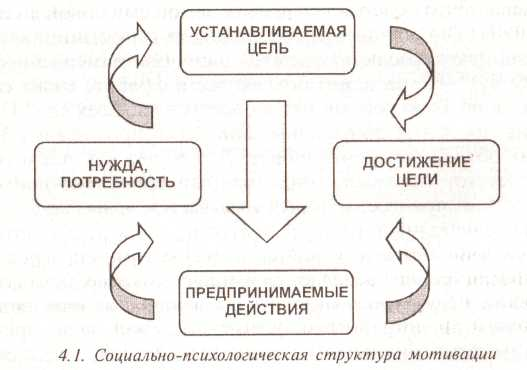 УСТАНАВЛИВАЕМАЯ
ЦЕЛЬ
НУЖДА,
ПОТРЕБНОСТЬ
ДОСТИЖЕНИЕ
ЦЕЛИ
ПРЕДПРИНИМАЕМЫЕ
ДЕЙСТВИЯ
4.1. Социально-психологическая структура мотивации